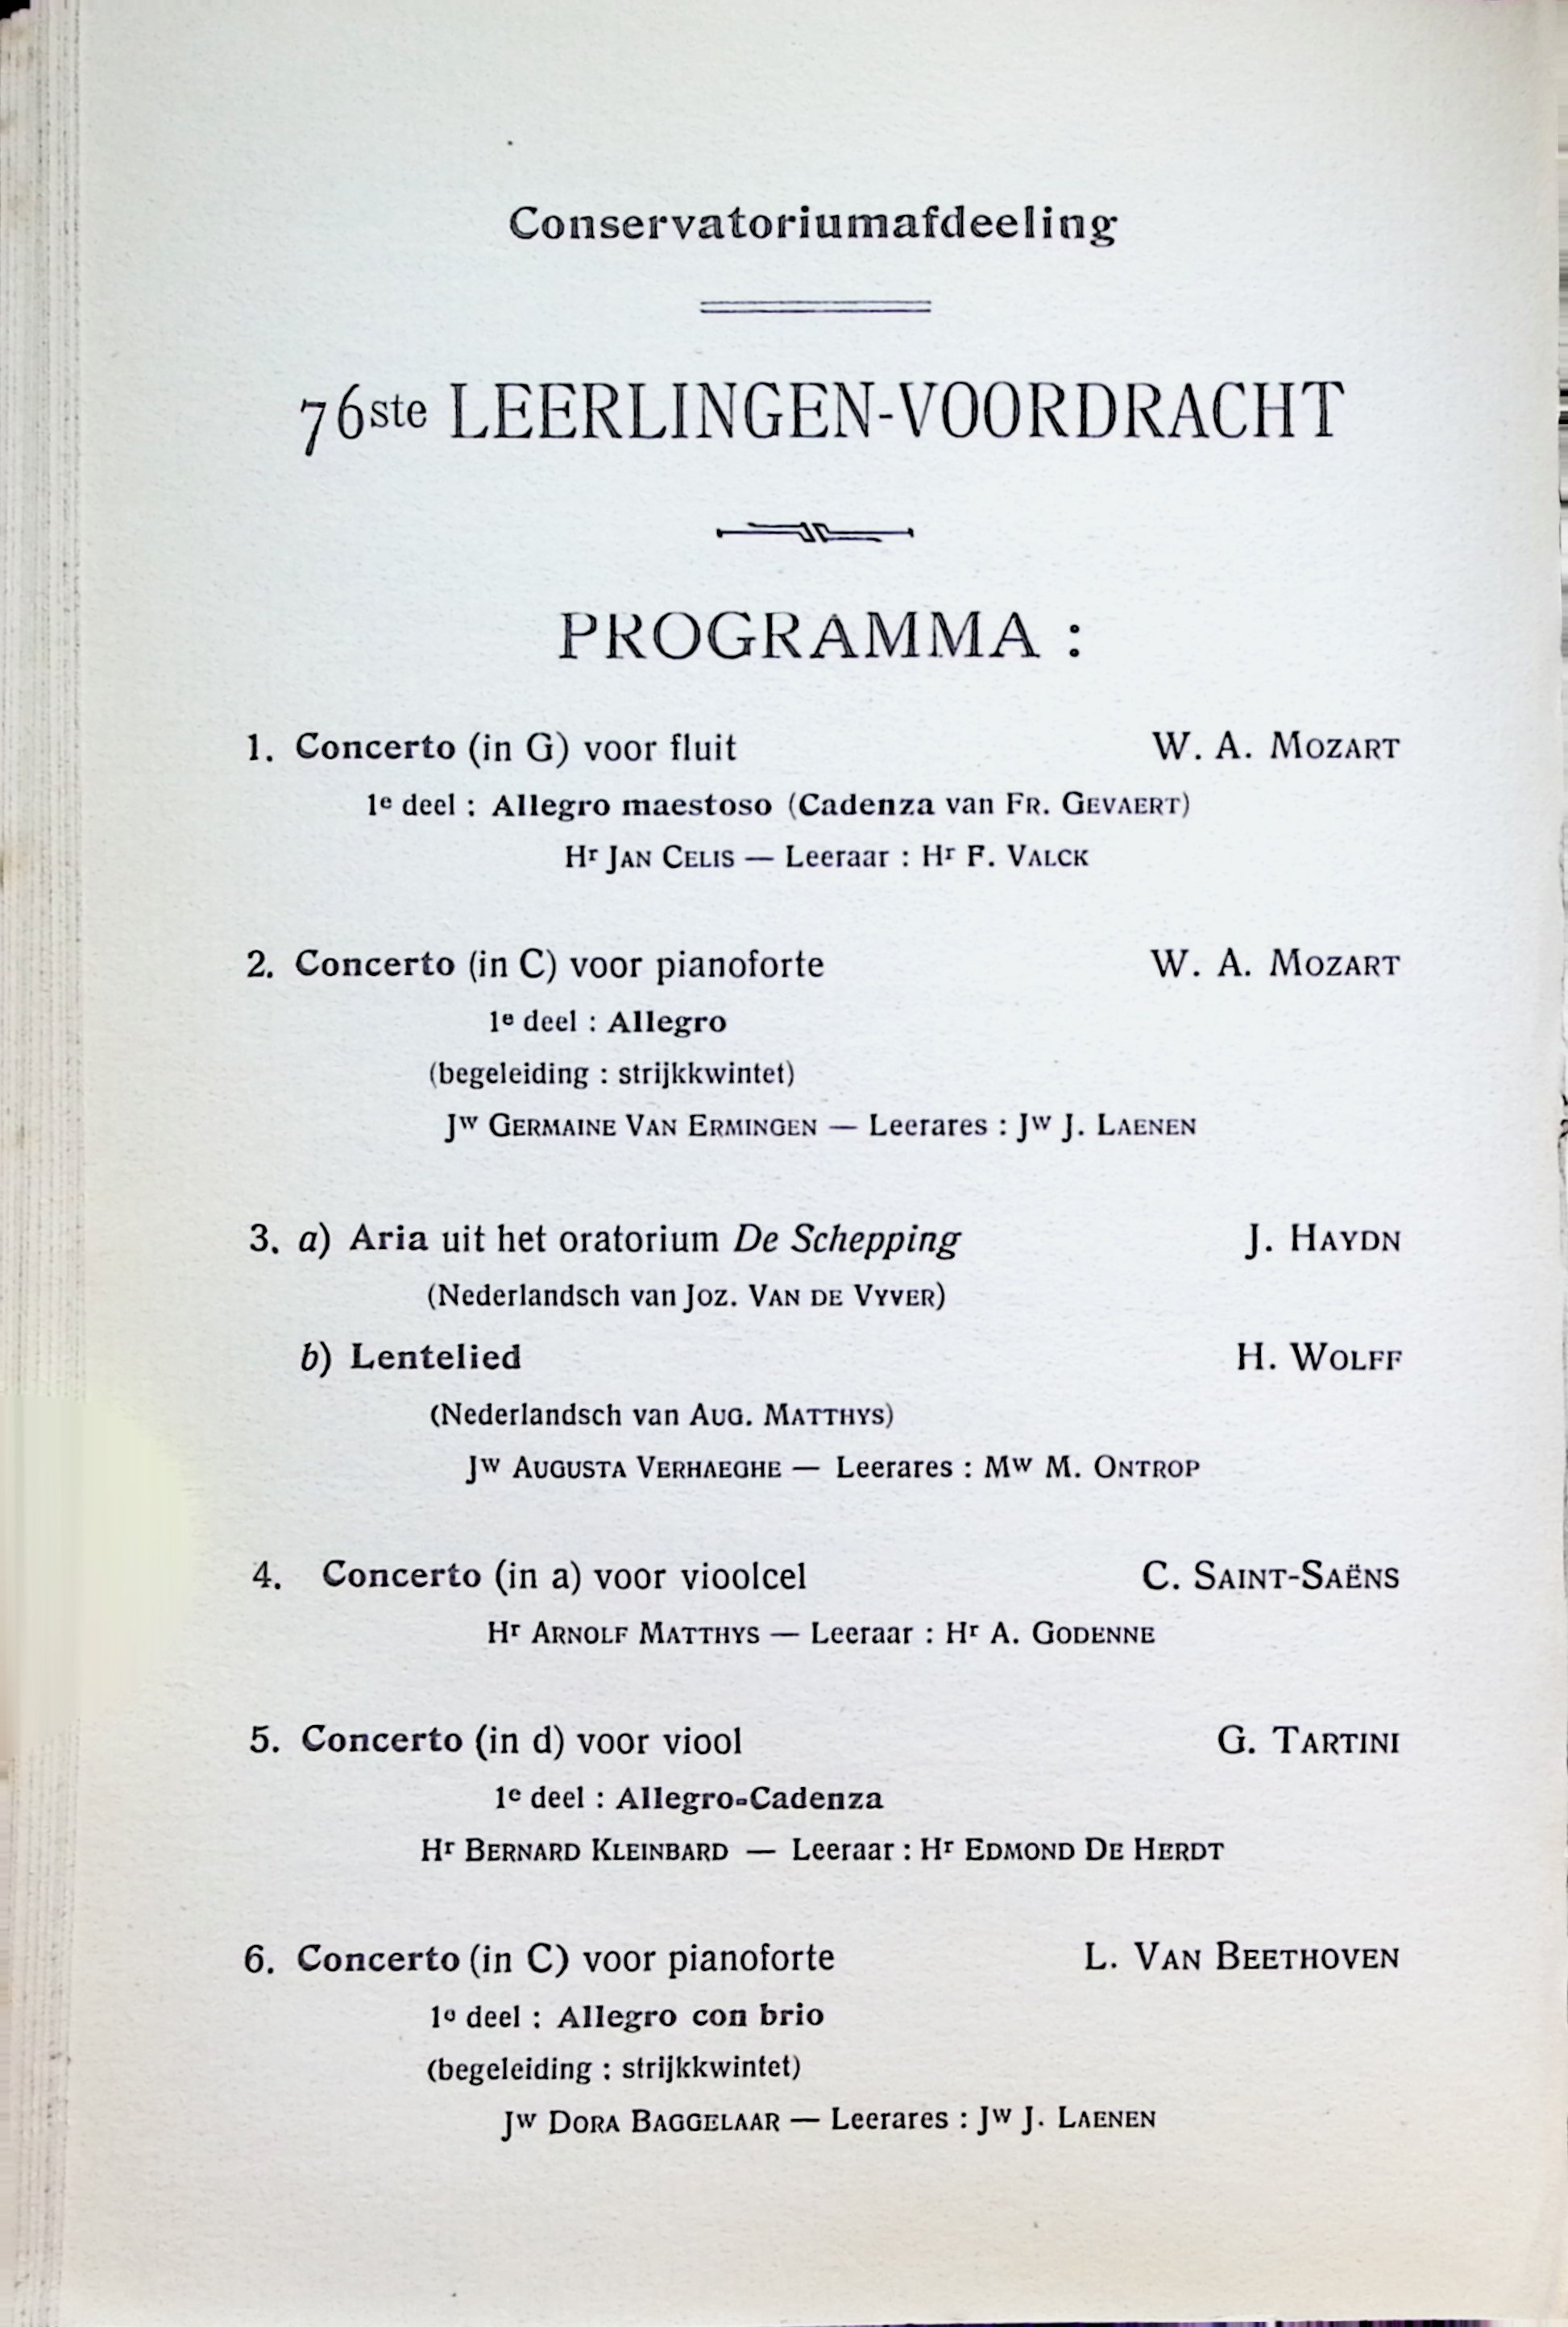 Conservatoriumafdeeling
76ste LEERLINGEN-VOORDRACHT
PROGRAMMA :
1. Concerto (in G) voor fluit W. A. MOZART
1e deel : Allegro maestoso (Cadenza van FR. GEVAERT)
Hr JAN CELIS — Leeraar : Hr F. VALCK
2. Concerto (in C) voor pianoforte W. A. MOZART
1e deel : Allegro
(begeleiding : strijkkwintet)
Jw GERMAINE VAN ERMINGEN — Leerares : Jw J. LAENEN
3. a) Aria uit het oratorium De Schepping J. HAYDN
(Nederlandsch van JOZ. VAN DE VYVER)
b) Lentelied H. WOLFF
(Nederlandsch van AUG. MATTHYS)
Jw AUGUSTA VERHAEGHE — Leerares : Mw M. ONTROP
4. Concerto (in a) voor vioolcel C. SAINT-SAËNS
Hr ARNOLF MATTHYS — Leeraar : Hr A. GODENNE
5. Concerto (in d) voor viool G. TARTINI
1e deel : Allegro-Cadenza
Hr BERNARD KLEINBARD — Leeraar : Hr EDMOND DE HERDT
6. Concerto (in C) voor pianoforte L. VAN BEETHOVEN
1e deel : Allegro con brio
(begeleiding : strijkkwintet)
Jw DORA BAGGELAAR — Leerares : Jw J. LAENEN